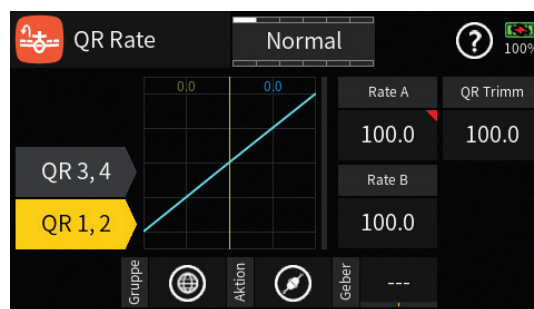 QR Rate
Normal
?
100%
0.0
0.0
Rate A
QR Trimm
100.0
100.0
QR 3, 4
Rate B
QR 1, 2
100.0
Gruppe
Aktion
Geber
---